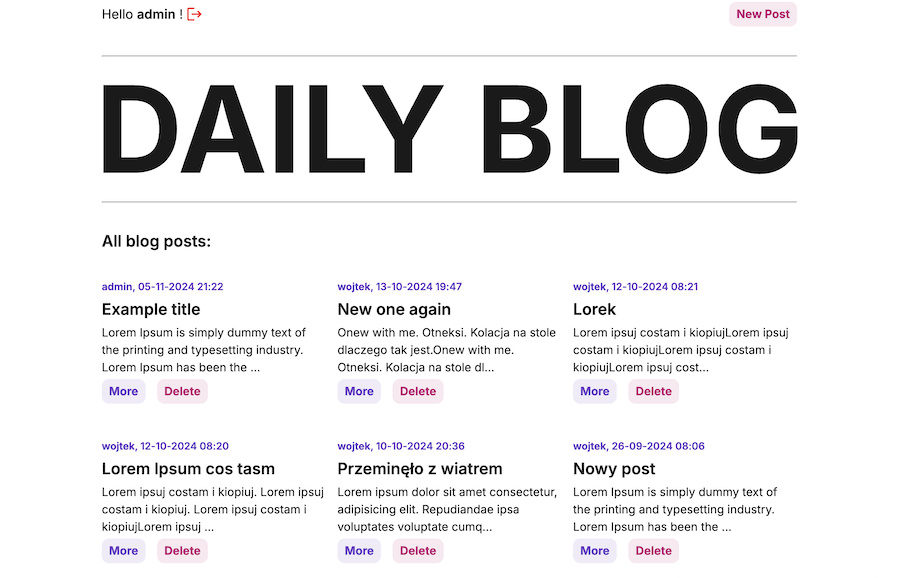 Hello admin !
New Post
DAILY BLOG
All blog posts:
admin, 05-11-2024 21:22
Example title
Lorem Ipsum is simply dummy text of
the printing and typesetting industry.
Lorem Ipsum has been the ...
More Delete
wojtek, 13-10-2024 19:47
New one again
Onew with me. Otneksi. Kolacja na stole
dlaczego tak jest.Onew with me.
Otneksi. Kolacja na stole dl...
More Delete
wojtek, 12-10-2024 08:21
Lorek
Lorem ipsuj costam i kiopiujLorem ipsuj
costam i kiopiujLorem ipsuj costam i
kiopiujLorem ipsuj cost...
More Delete
wojtek, 12-10-2024 08:20
Lorem Ipsum cos tasm
Lorem ipsuj costam i kiopiuj. Lorem ipsuj
costam i kiopiuj. Lorem ipsuj costam i
kiopiujLorem ipsuj ...
More Delete
wojtek, 10-10-2024 20:36
Przeminęło z wiatrem
Lorem ipsum dolor sit amet consectetur,
adipisicing elit. Repudiandae ipsa
voluptates voluptate cumq...
More Delete
wojtek, 26-09-2024 08:06
Nowy post
Lorem Ipsum is simply dummy text of
the printing and typesetting industry.
Lorem Ipsum has been the ...
More Delete